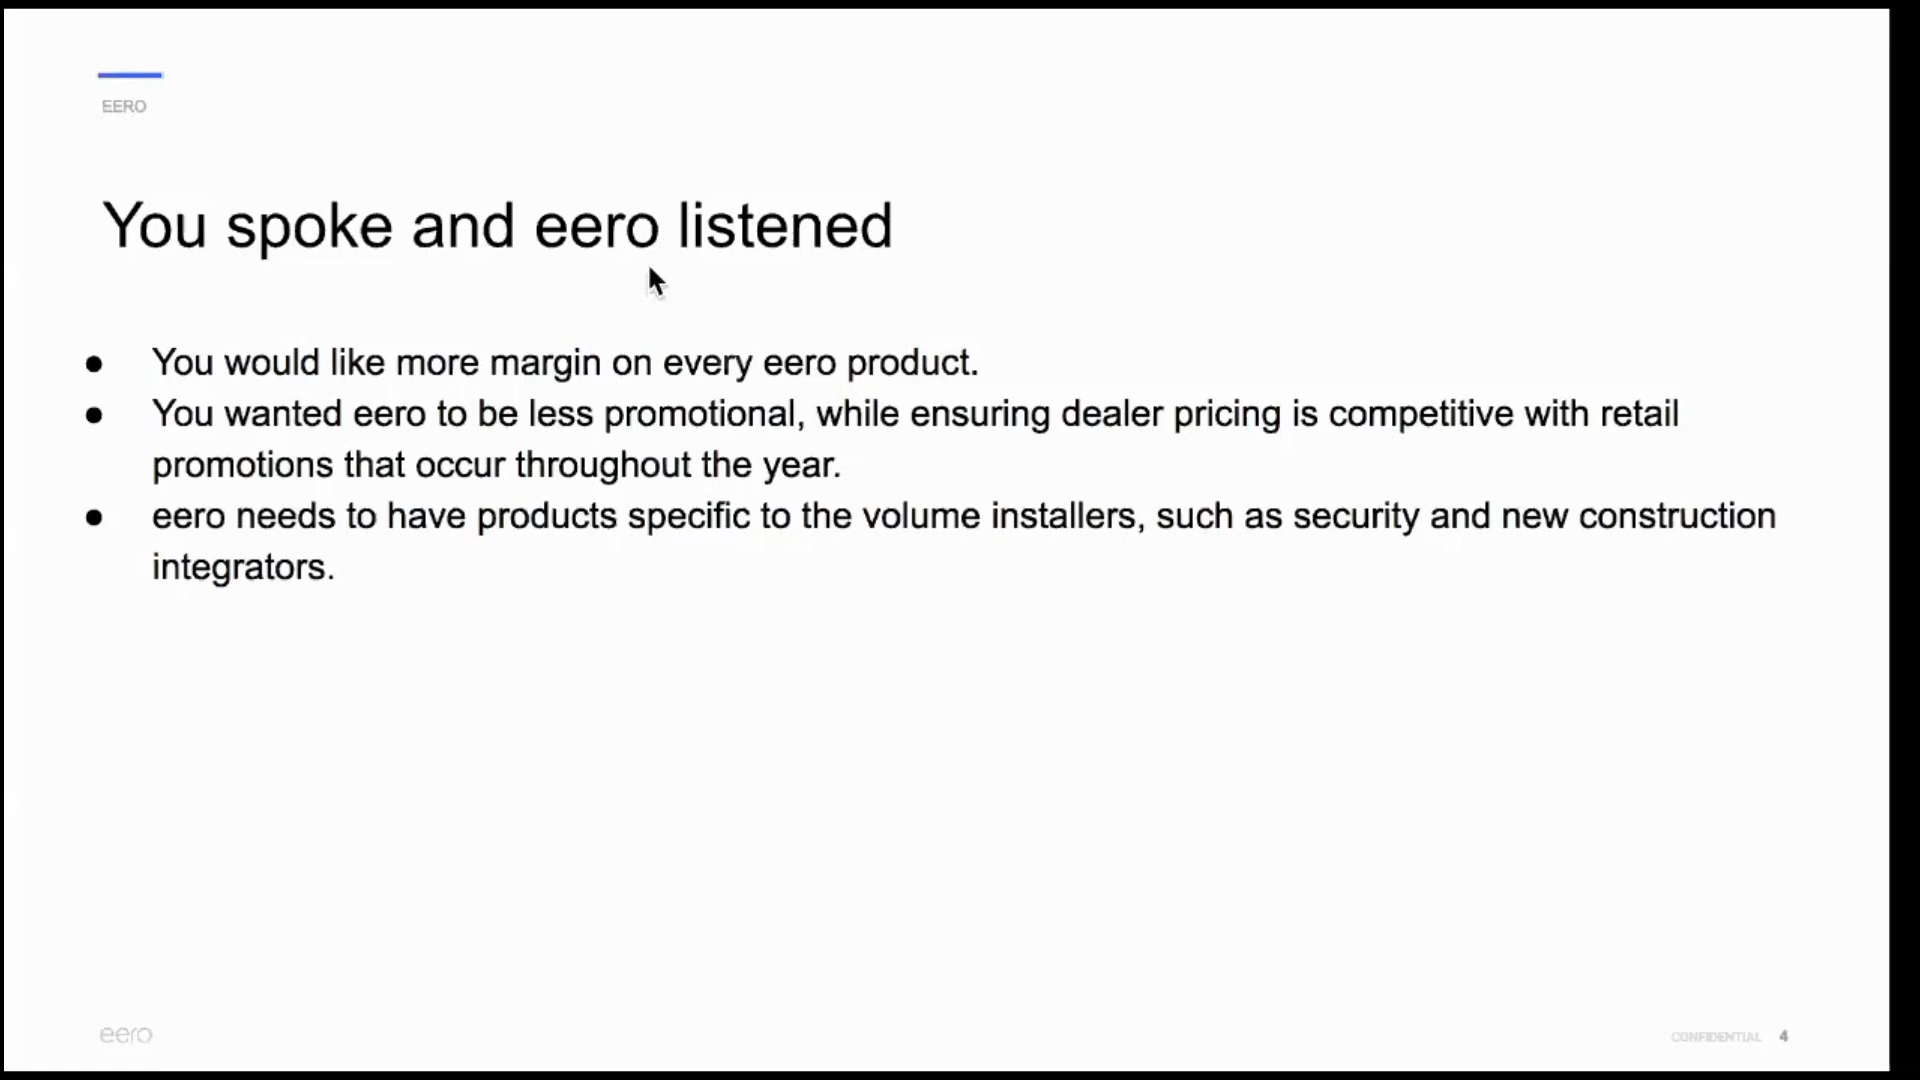 EERO
You spoke and eero listened
● You would like more margin on every eero product.
● You wanted eero to be less promotional, while ensuring dealer pricing is competitive with retail
promotions that occur throughout the year.
● eero needs to have products specific to the volume installers, such as security and new construction
integrators.
eero
CONFIDENTIAL 4